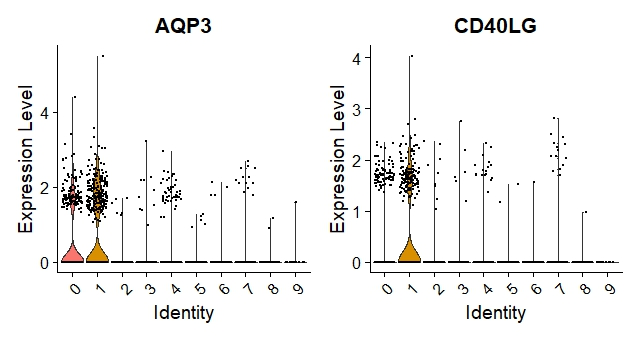 AQP3
CD40LG
Expression Level
4
2
0
0 1 2 3 4 5 6 7 8 9
Identity
Expression Level
4
3
2
1
0
0 1 2 3 4 5 6 7 8 9
Identity